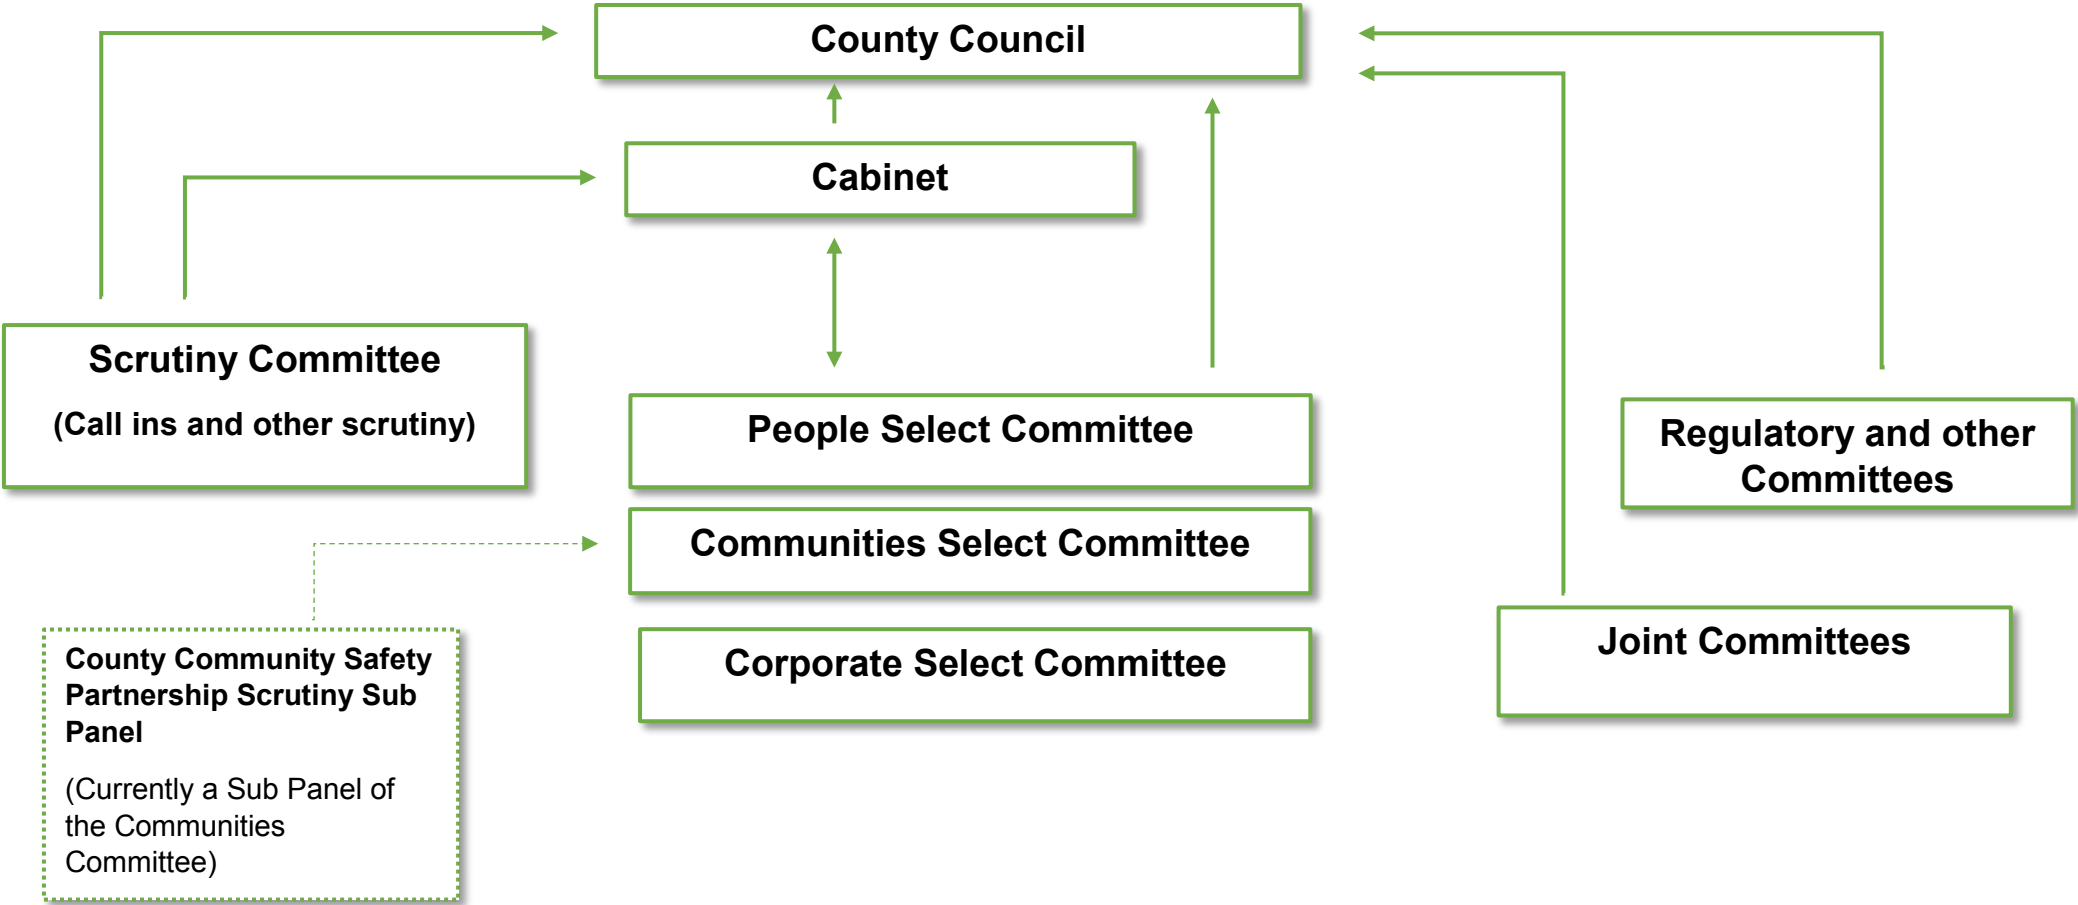 County Council
Cabinet
Scrutiny Committee
(Call ins and other scrutiny)
People Select Committee
Regulatory and other
Committees
Communities Select Committee
Corporate Select Committee
Joint Committees
County Community Safety
Partnership Scrutiny Sub
Panel
(Currently a Sub Panel of
the Communities
Committee)